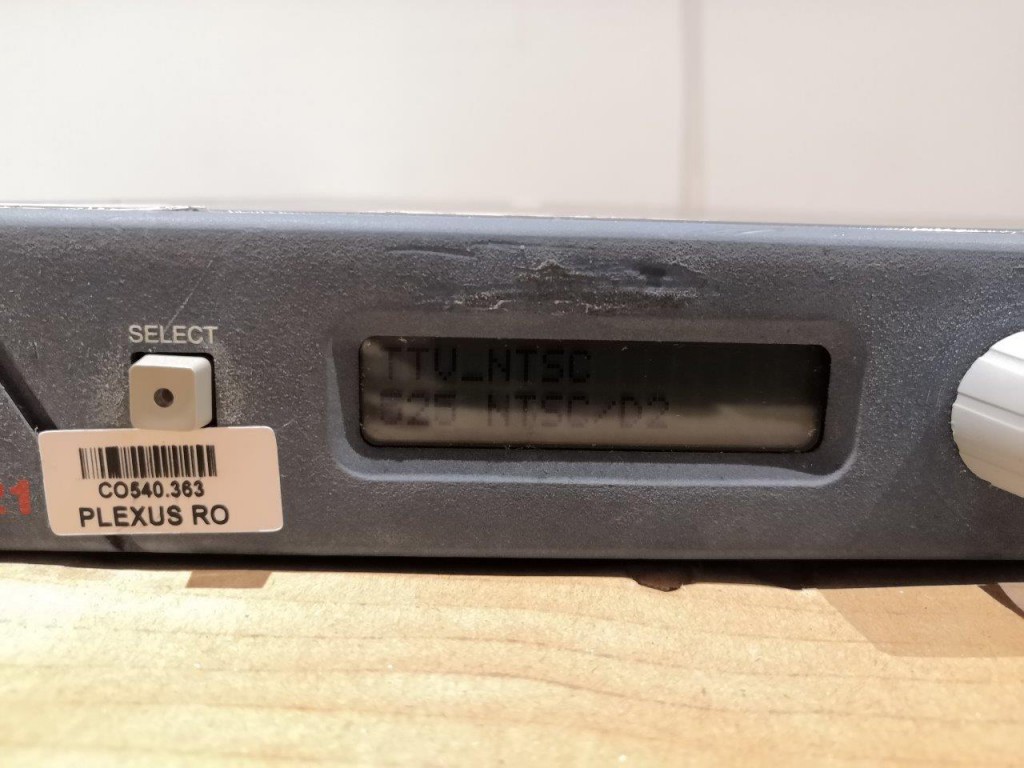 SELECT
TTV_NTSC
625 NTSC/D2
CO540.363
PLEXUS RO